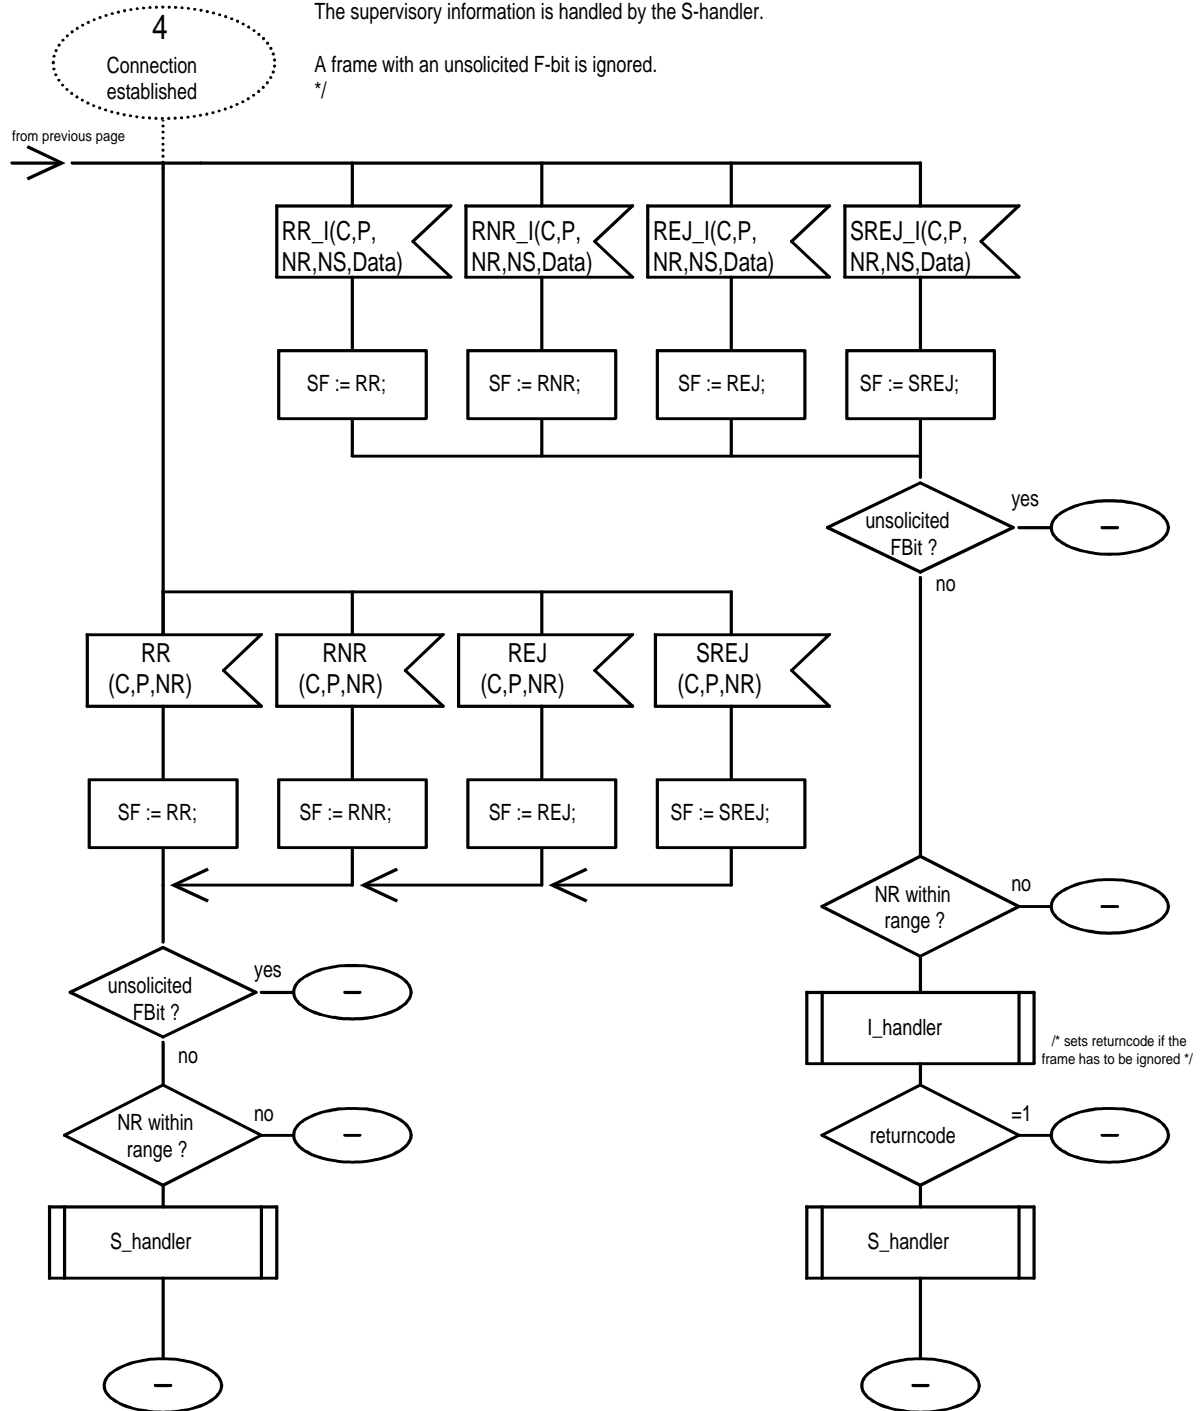 The supervisory information is handled by the S-handler.
4
Connection
established
A frame with an unsolicited F-bit is ignored.
*/
from previous page
RR_I(C,P,
NR,NS,Data)
RNR_I(C,P,
NR,NS,Data)
REJ_I(C,P,
NR,NS,Data)
SREJ_I(C,P,
NR,NS,Data)
SF := RR;
SF := RNR;
SF := REJ;
SF := SREJ;
unsolicited
FBit ?
yes
–
no
RR
(C,P,NR)
RNR
(C,P,NR)
REJ
(C,P,NR)
SREJ
(C,P,NR)
SF := RR;
SF := RNR;
SF := REJ;
SF := SREJ;
NR within
range ?
no
–
unsolicited
FBit ?
yes
–
no
I_handler
/* sets returncode if the
frame has to be ignored */
NR within
range ?
no
–
returncode
=1
–
S_handler
S_handler
–
–